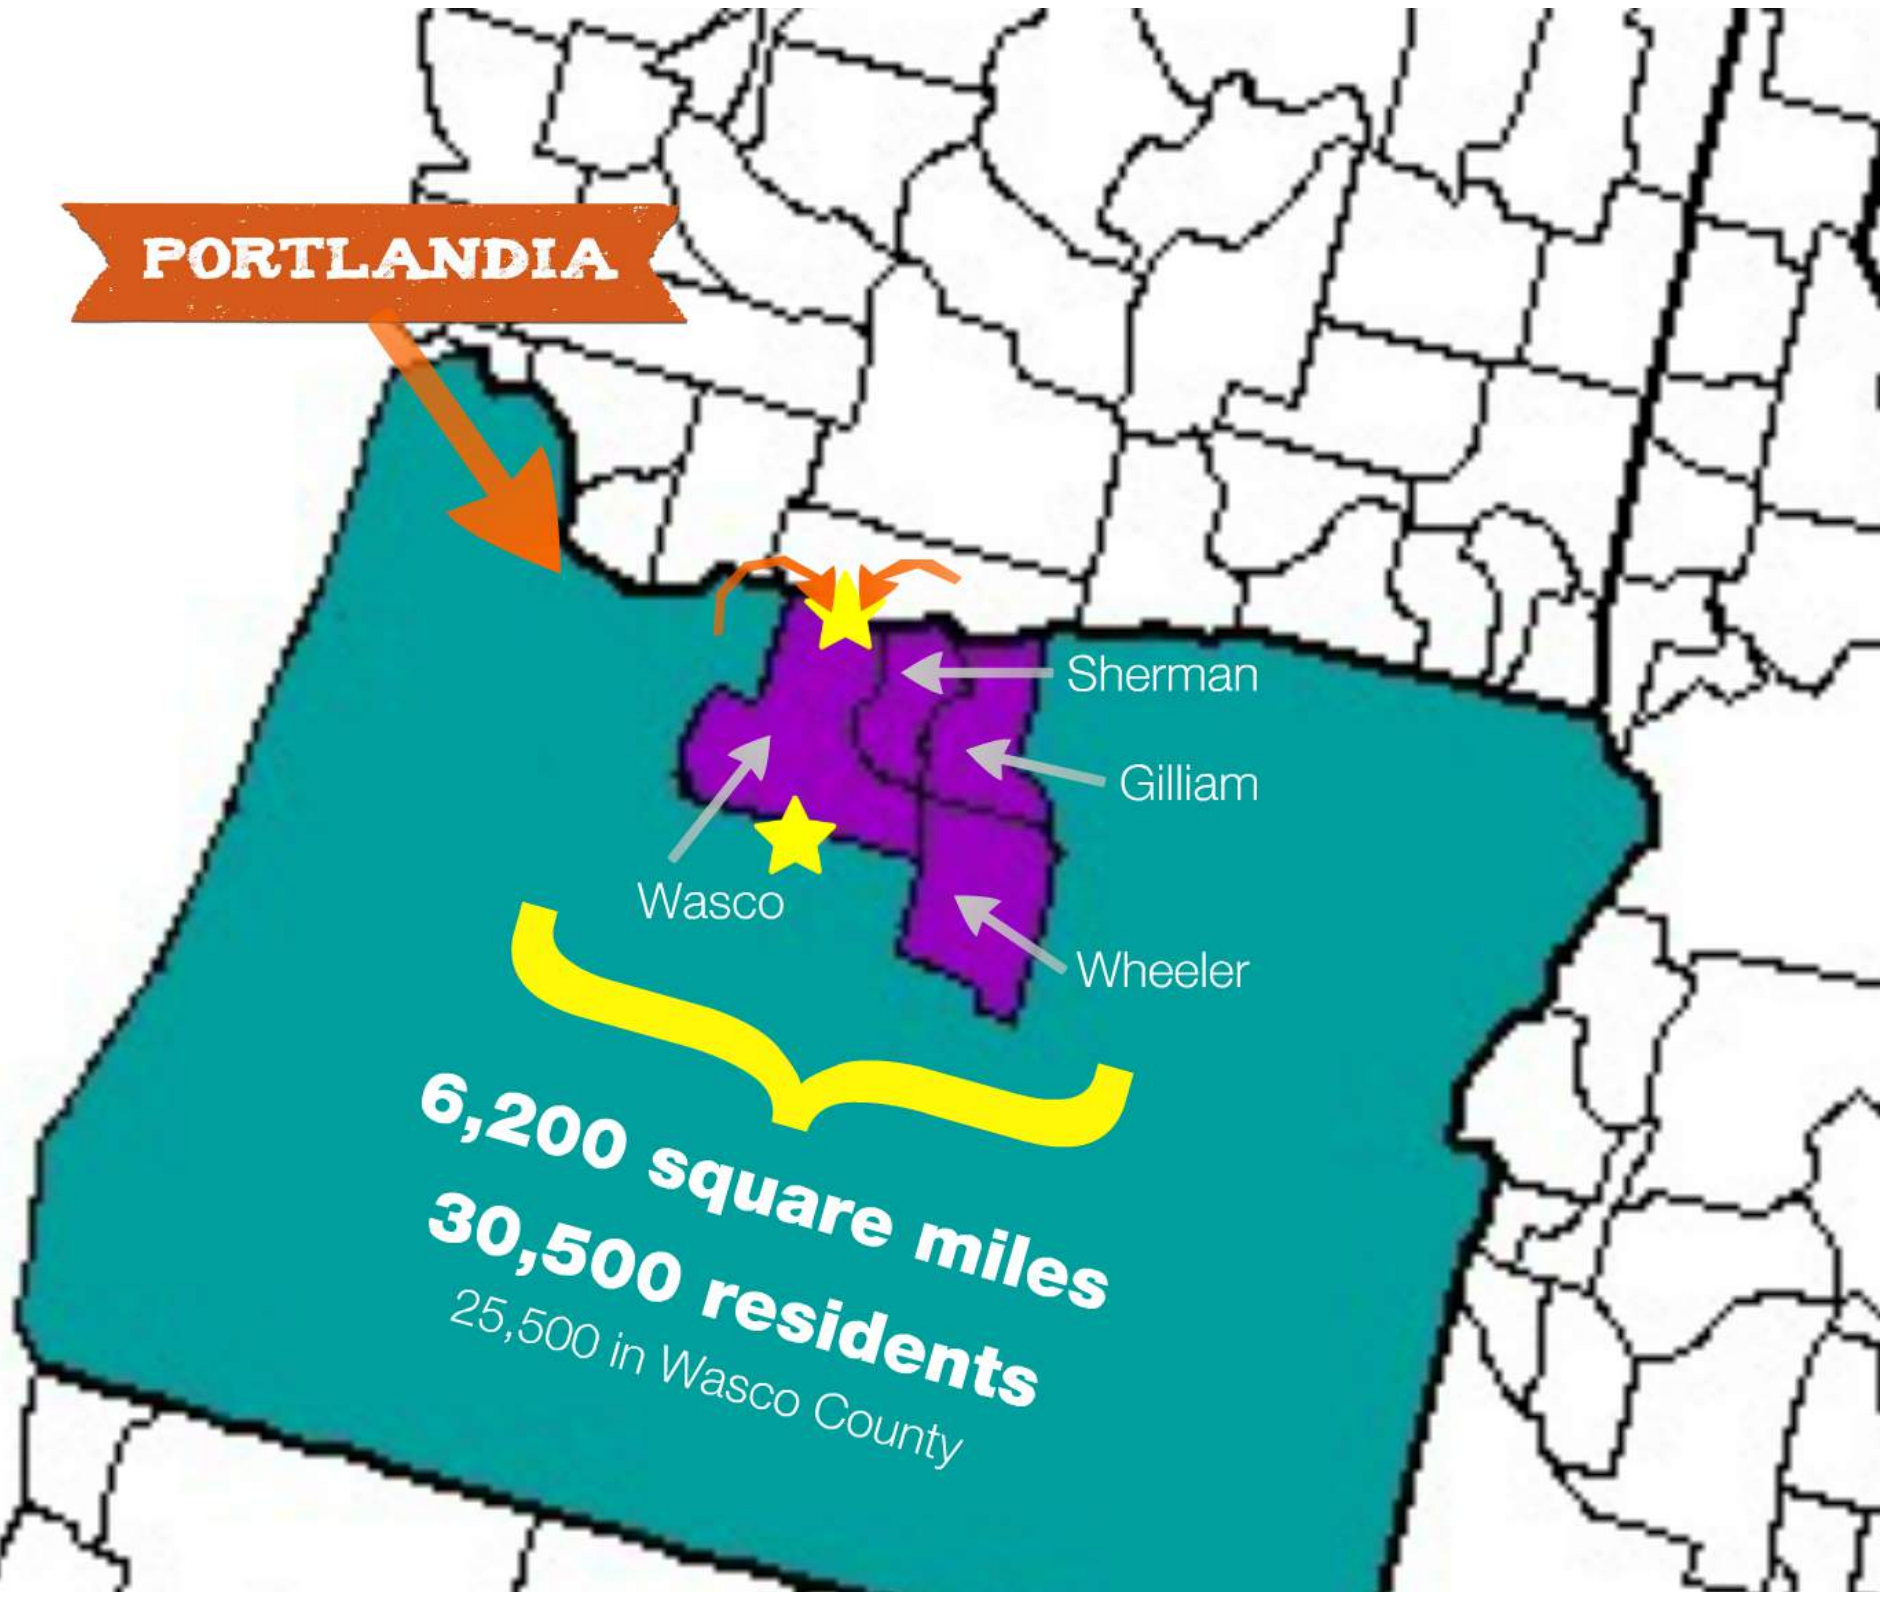 PORTLANDIA
Sherman
Gilliam
Wasco
Wheeler
6,200 square miles
30,500 residents
25,500 in Wasco County